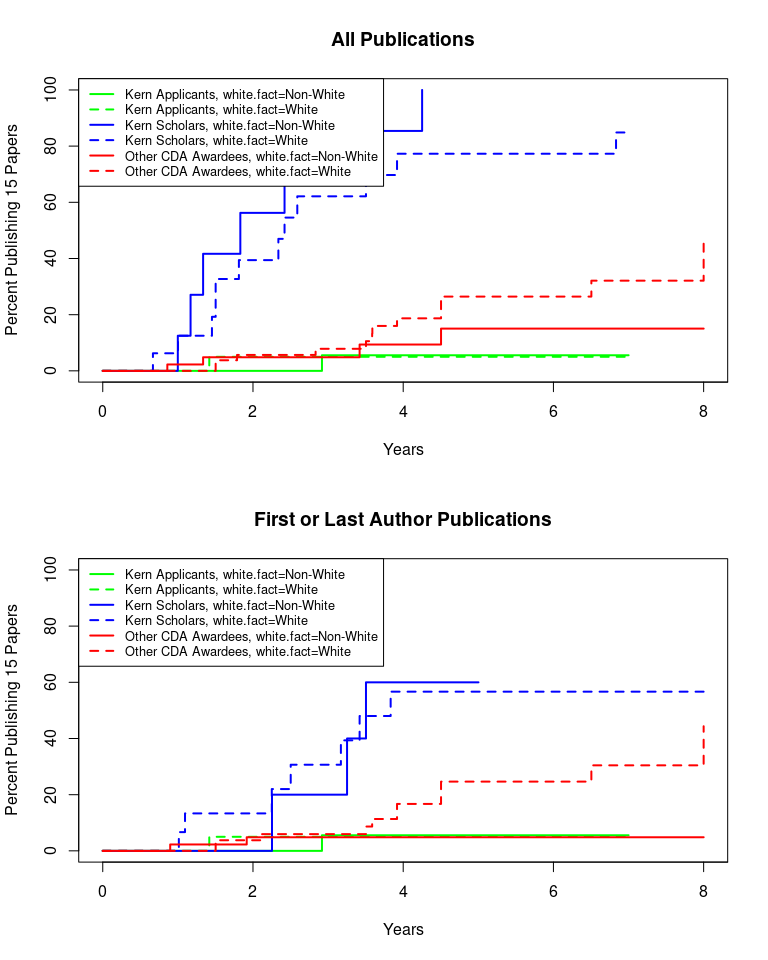 All Publications
Percent Publishing 15 Papers
100
80
60
40
20
0
Kern Applicants, white.fact=Non-White
Kern Applicants, white.fact=White
Kern Scholars, white.fact=Non-White
Kern Scholars, white.fact=White
Other CDA Awardees, white.fact=Non-White
Other CDA Awardees, white.fact=White
0 2 4 6 8
Years
First or Last Author Publications
Percent Publishing 15 Papers
100
80
60
40
20
0
Kern Applicants, white.fact=Non-White
Kern Applicants, white.fact=White
Kern Scholars, white.fact=Non-White
Kern Scholars, white.fact=White
Other CDA Awardees, white.fact=Non-White
Other CDA Awardees, white.fact=White
0 2 4 6 8
Years